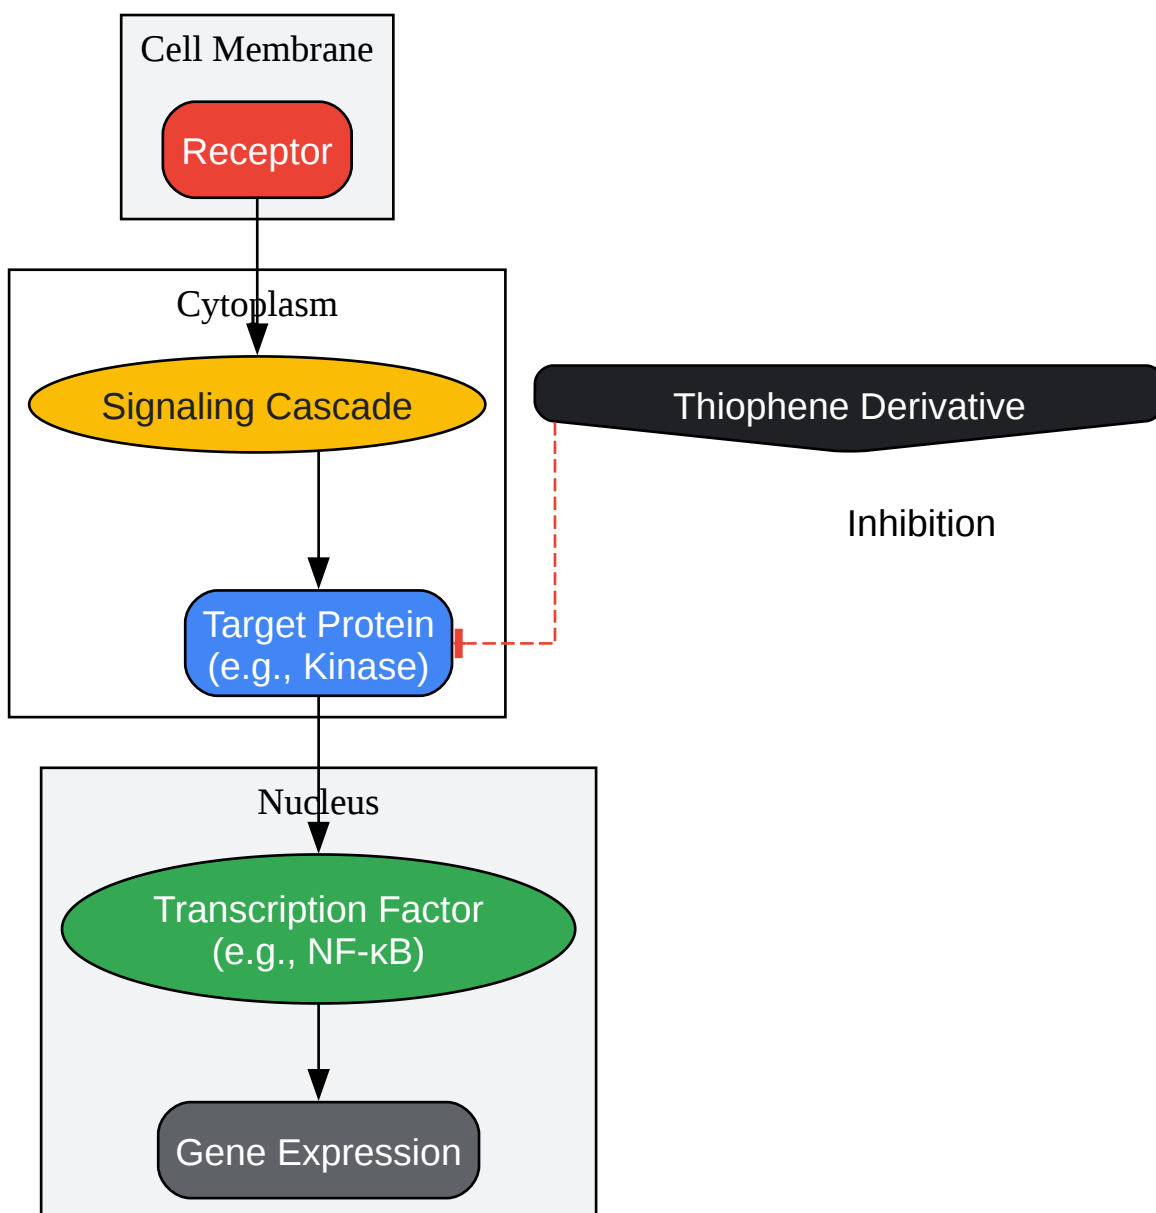 Cell Membrane
Receptor
Cytoplasm
Signaling Cascade
Thiophene Derivative
Inhibition
Target Protein
(e.g., Kinase)
Nucleus
Transcription Factor
(e.g., NF-κB)
Gene Expression